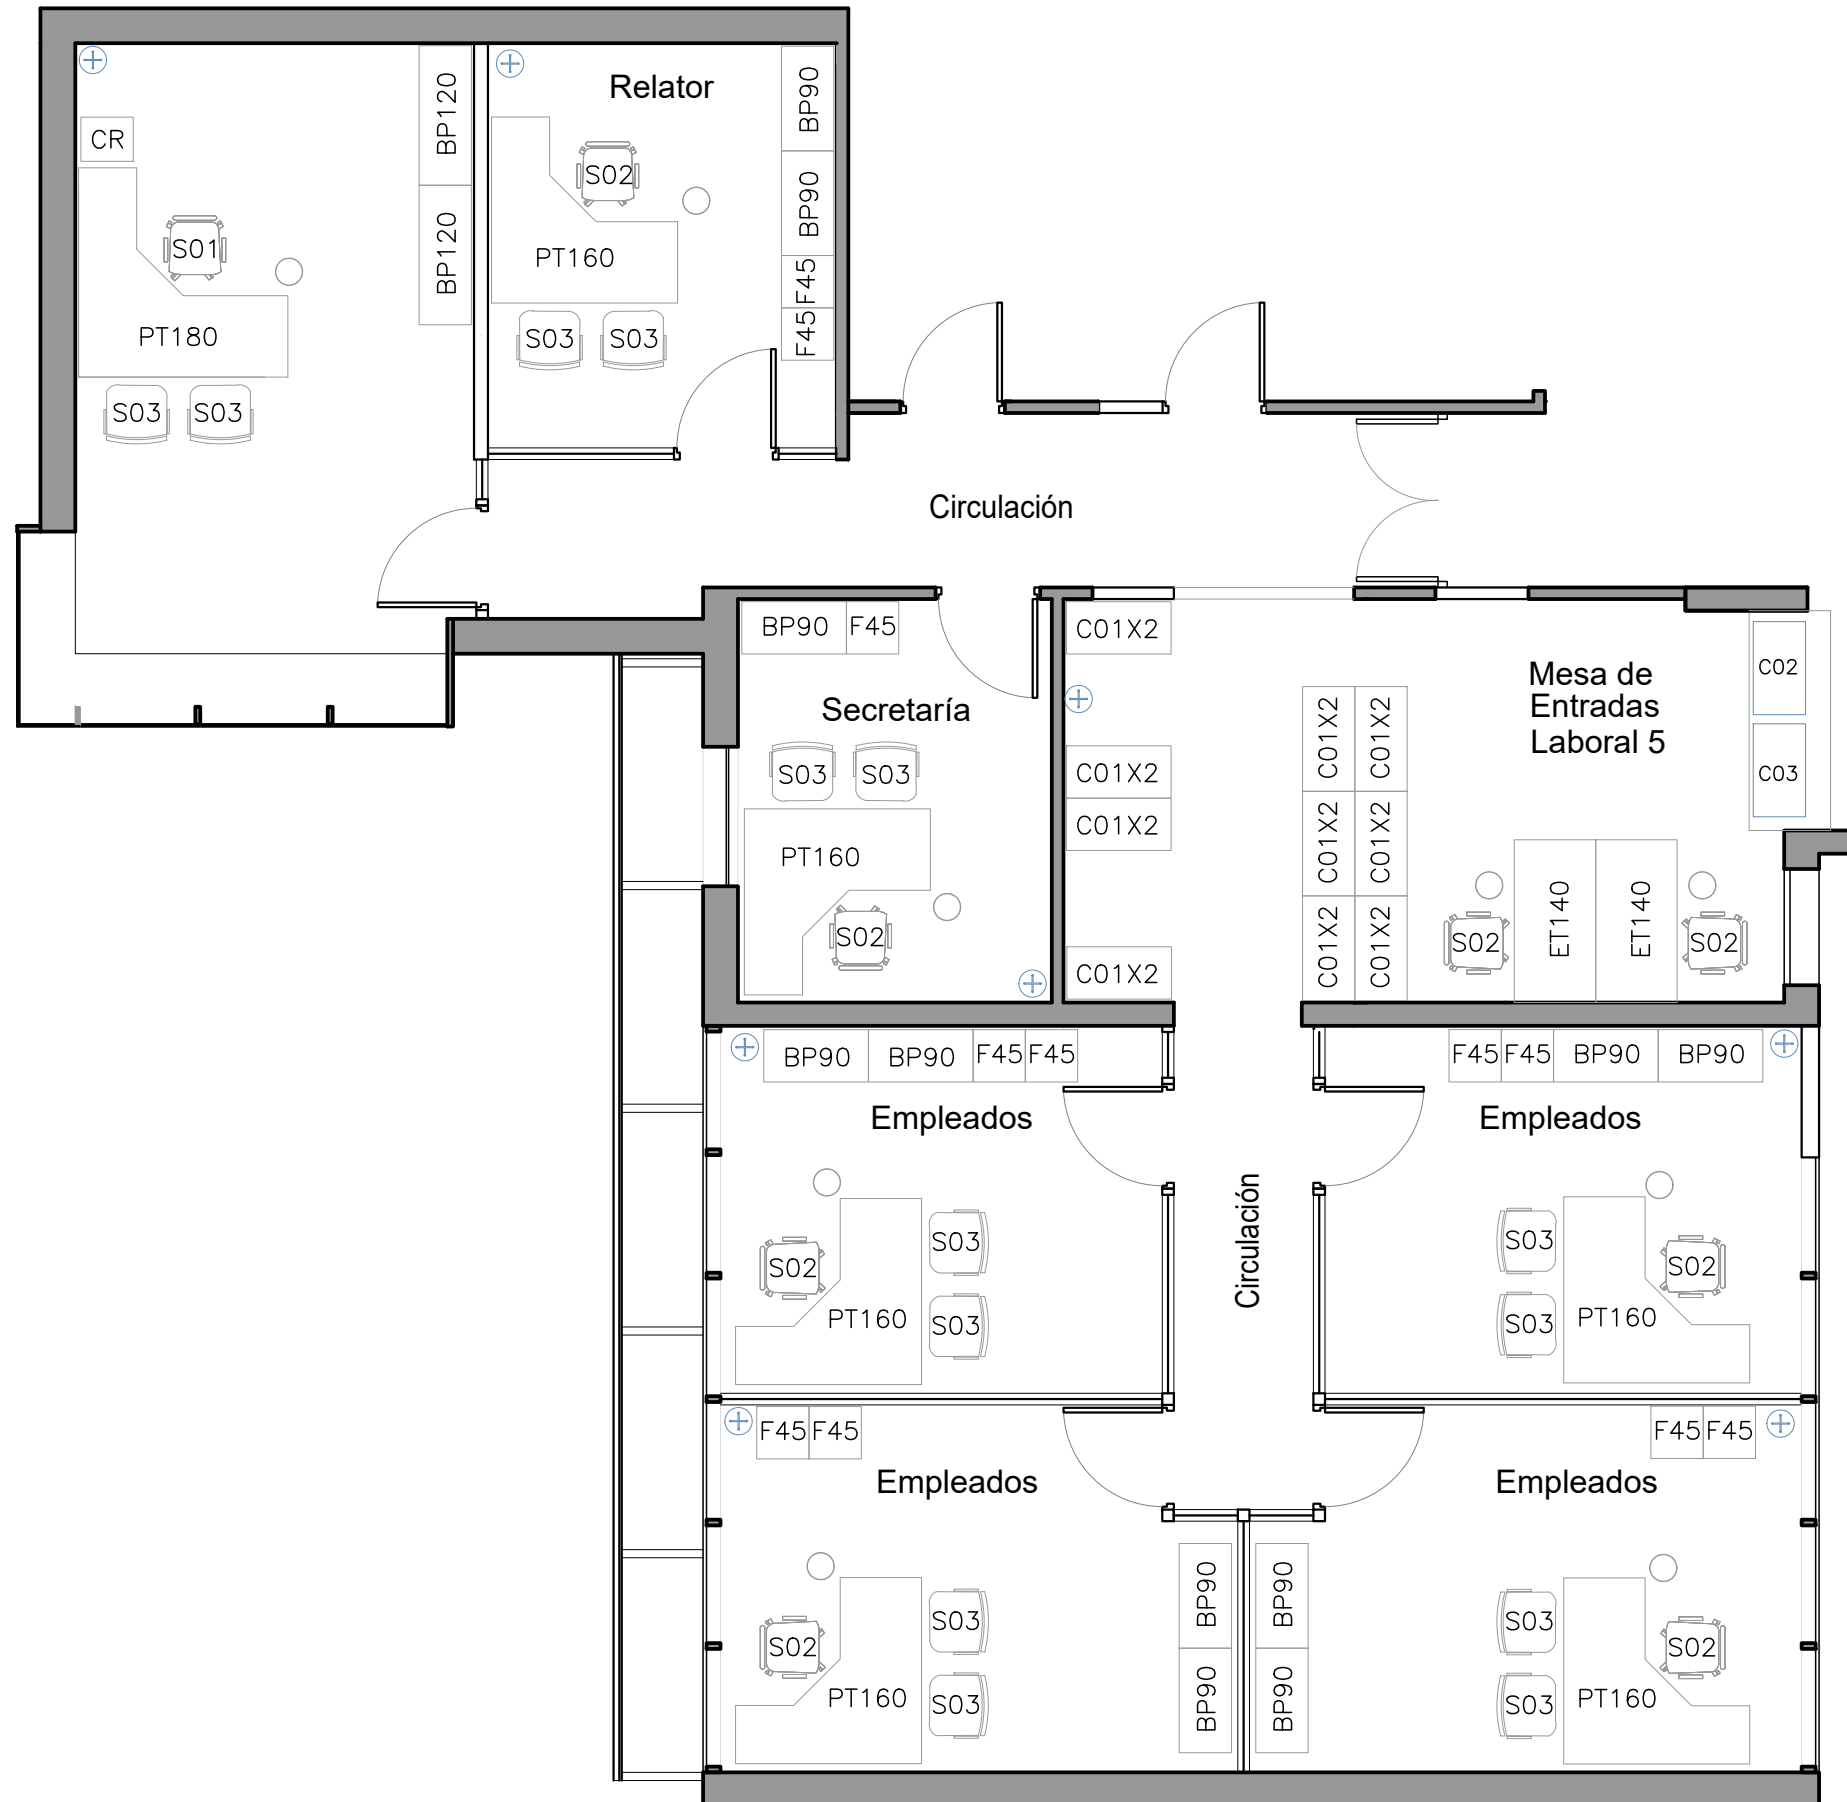 CR
S01
PT180
S03
S03
BP120
BP120
Relator
S02
PT160
S03
S03
BP90
BP90
F45
F45
Circulación
BP90
F45
Secretaría
S03
S03
PT160
S02
C01X2
C01X2
C01X2
C01X2
C01X2
C01X2
C01X2
C01X2
C01X2
C01X2
Mesa de
Entradas
Laboral 5
C02
C03
S02
ET140
ET140
S02
BP90
BP90
F45
F45
Empleados
S02
PT160
S03
S03
Circulación
F45
F45
BP90
BP90
Empleados
S03
S03
PT160
S02
F45
F45
Empleados
S02
PT160
S03
S03
BP90
BP90
F45
F45
Empleados
BP90
BP90
S03
S03
PT160
S02